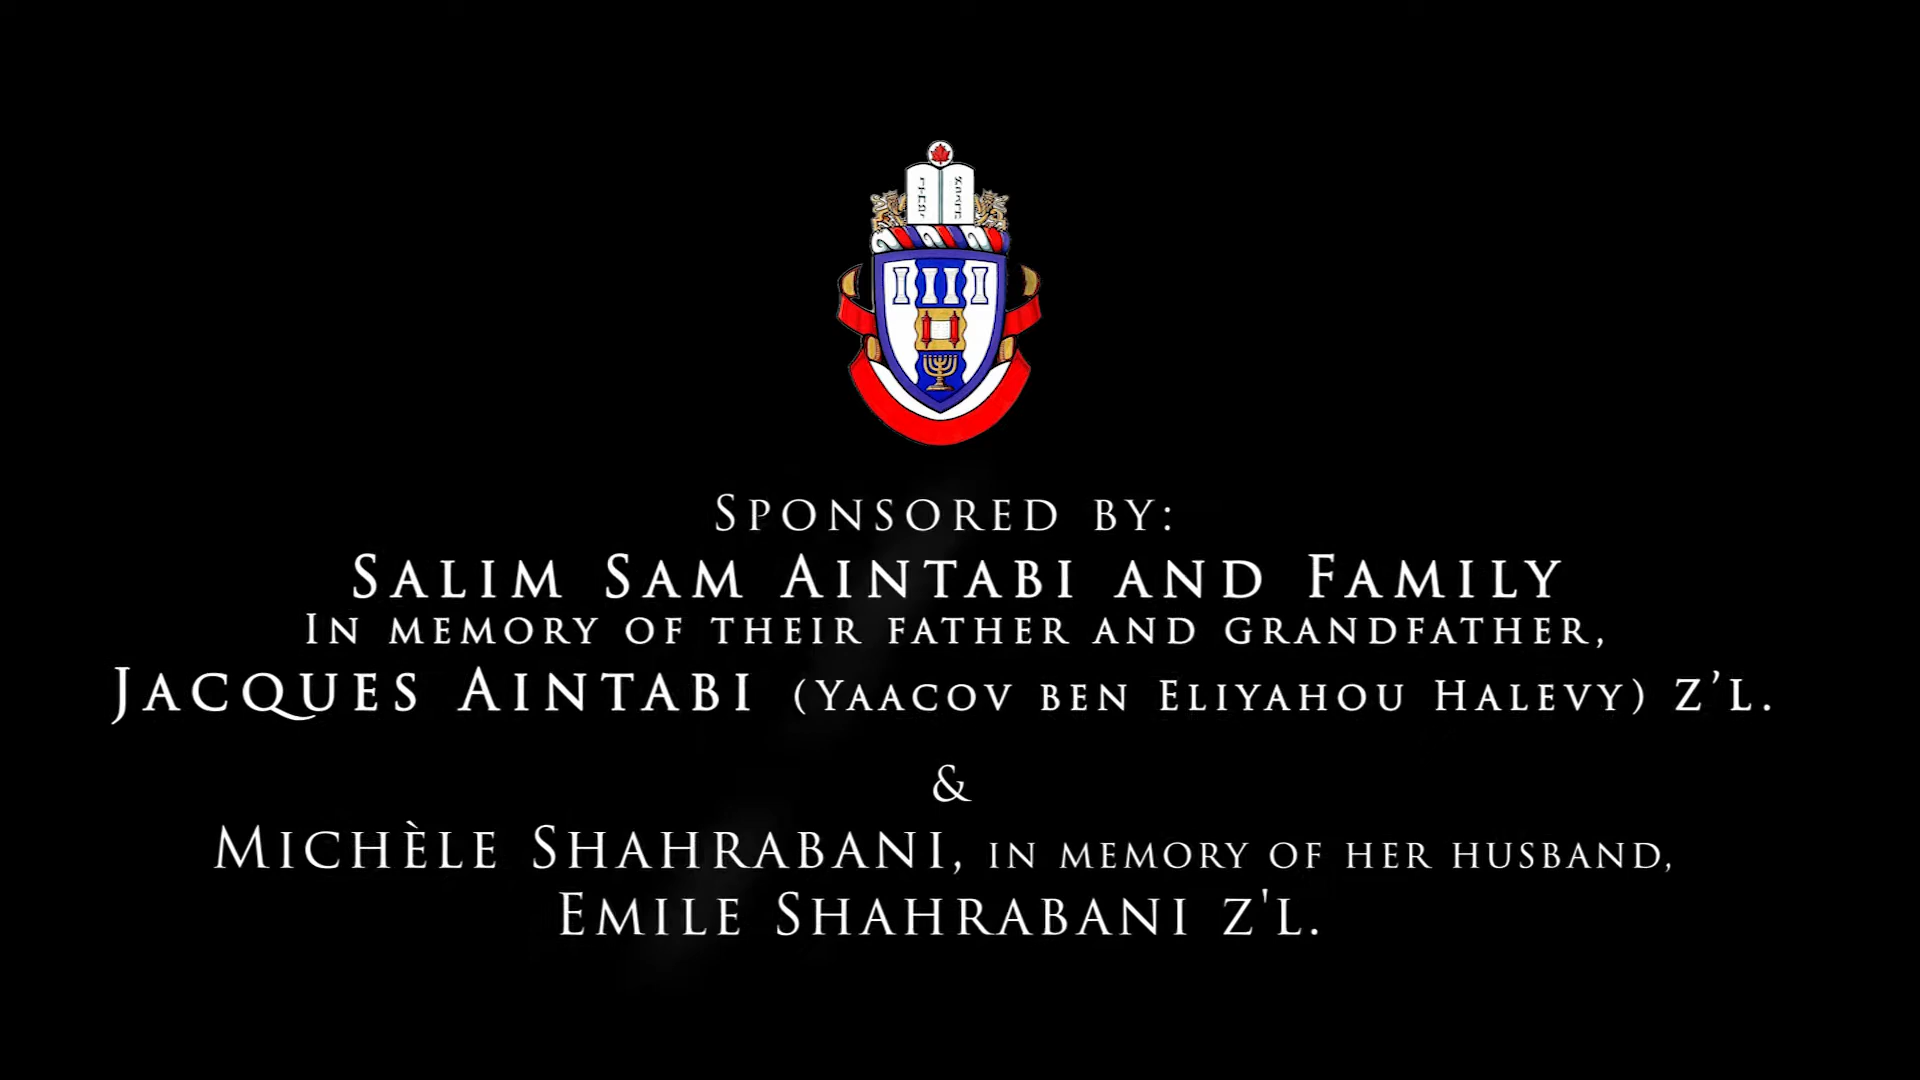 Sponsored by:
Salim Sam Aintabi and Family
In memory of their father and grandfather,
Jacques Aintabi (Yaacov ben Eliyahou Halevy) z’l.
&
Michèle Shahrabani, in memory of her husband,
Emile Shahrabani z'l.